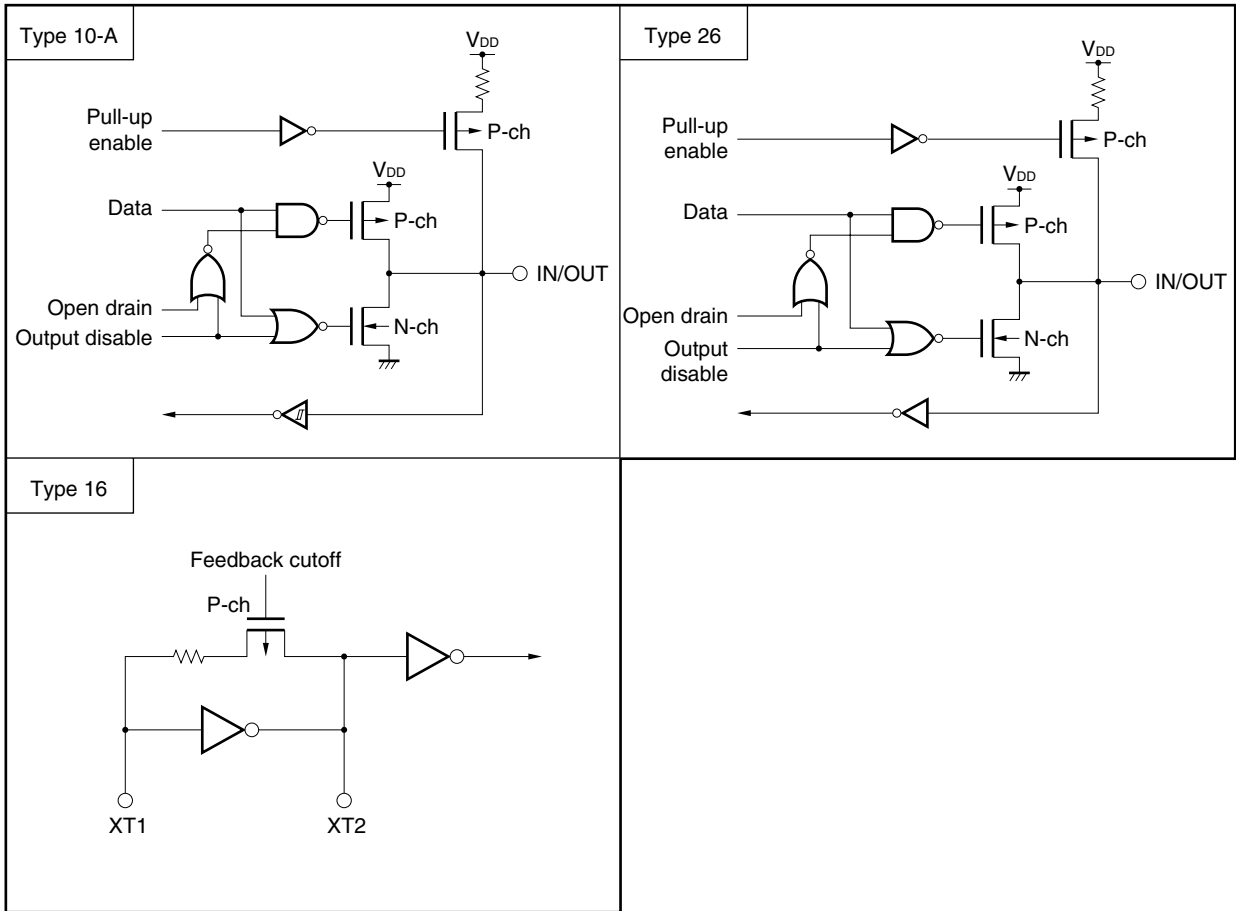 Type 10-A
VDD
Pull-up
enable
P-ch
VDD
Data
P-ch
IN/OUT
Open drain
Output disable
N-ch
Type 26
VDD
Pull-up
enable
P-ch
VDD
Data
P-ch
IN/OUT
Open drain
Output
disable
N-ch
Type 16
Feedback cutoff
P-ch
XT1
XT2